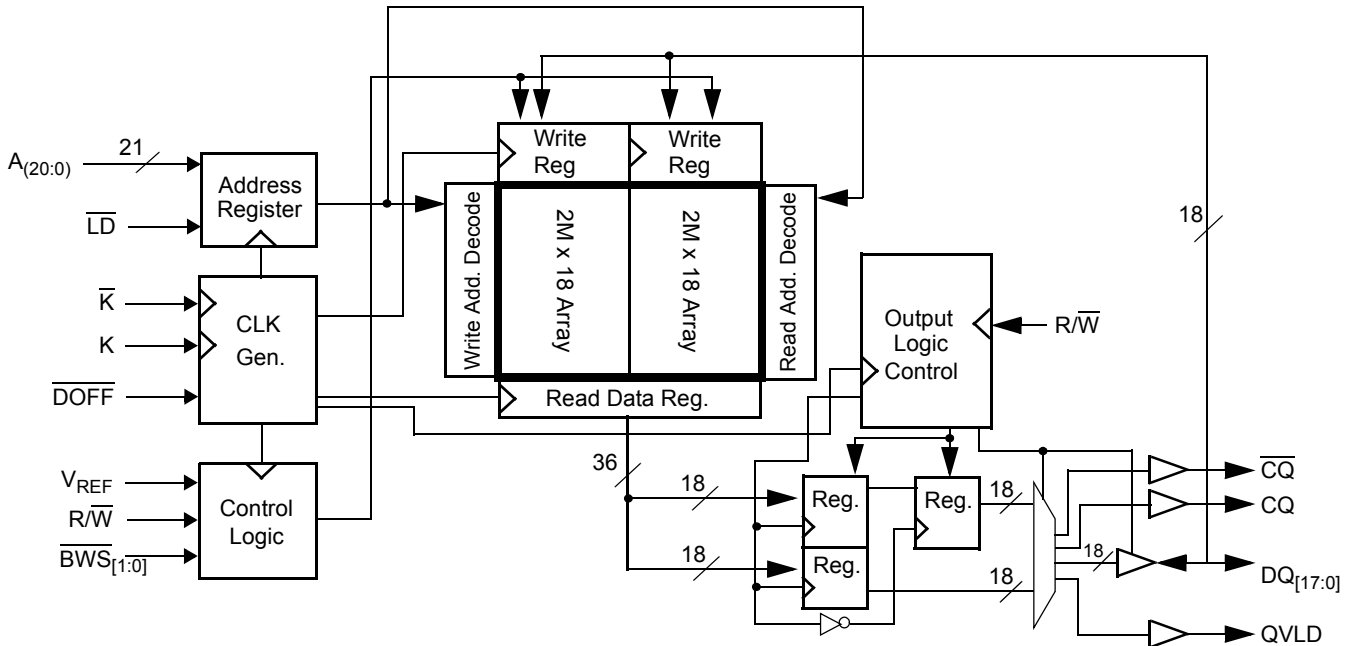 A(20:0)
21
LD
K
K
DOFF
VREF
R/W
BWS[1:0]
Address
Register
CLK
Gen.
Control
Logic
Write
Reg
Write
Reg
Write Add. Decode
2M x 18 Array
2M x 18 Array
Read Add. Decode
Read Data Reg.
Output
Logic
Control
R/W
18
36
18
18
Reg.
Reg.
Reg.
18
18
18
CQ
CQ
DQ[17:0]
QVLD